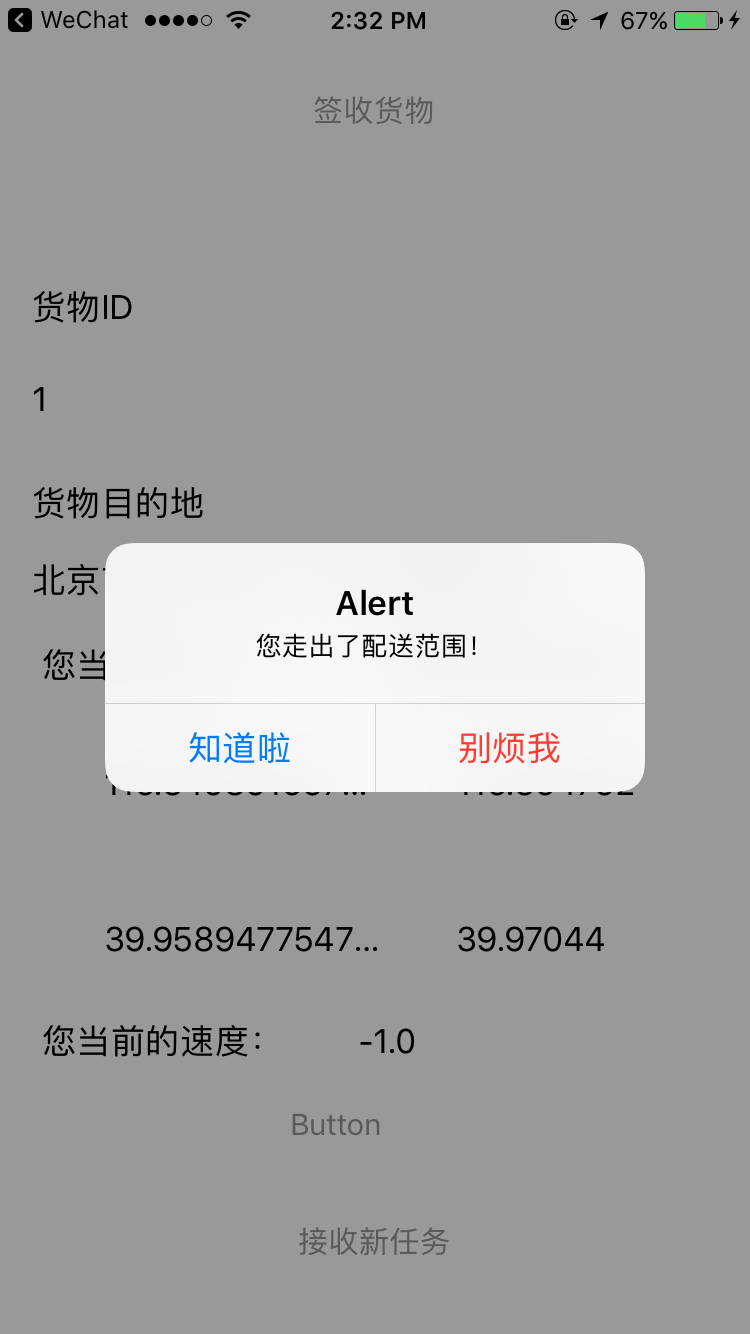 WeChat 2:32 PM 67%
签收货物
货物ID
1
货物目的地
北京
Alert
您走出了配送范围！
您当
知道啦 别烦我
39.9589477547... 39.97044
您当前的速度： -1.0
Button
接收新任务